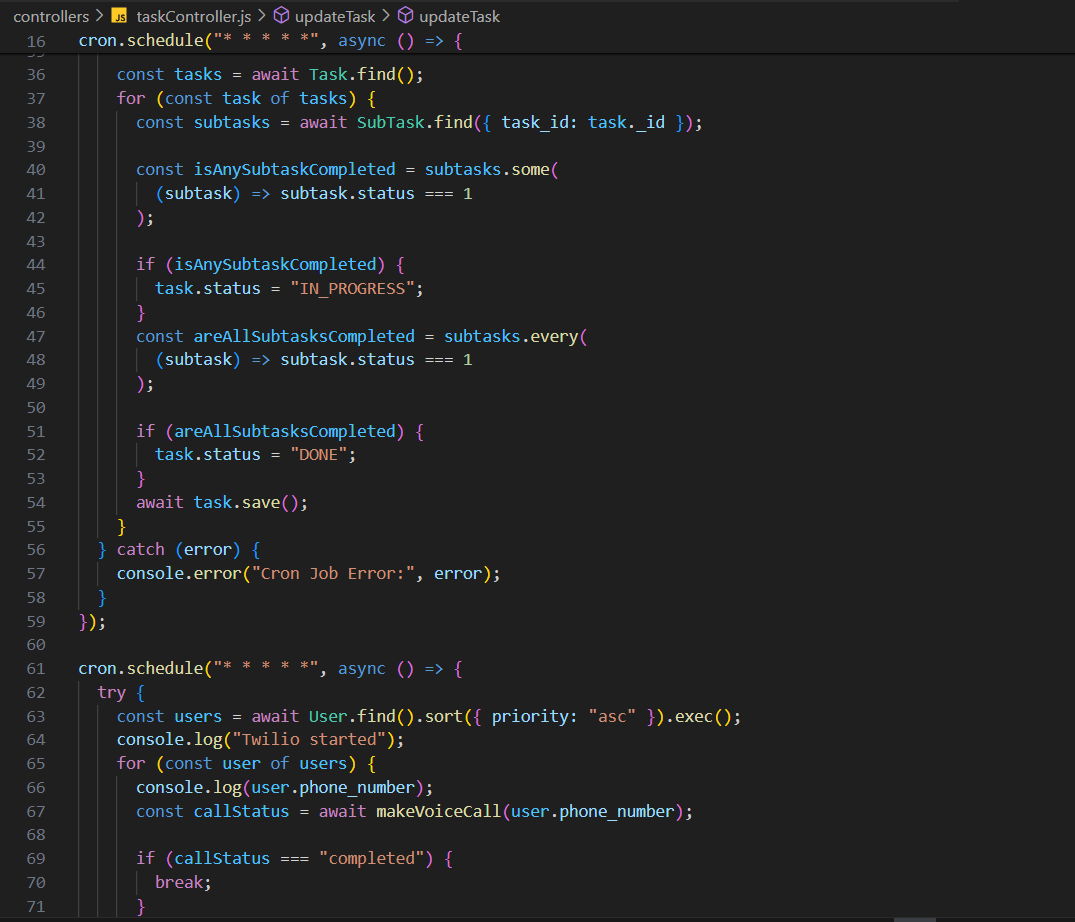 controllers > JS taskController.js > updateTask > updateTask
16 cron.schedule("* * * * *", async () => {
36 const tasks = await Task.find();
37 for (const task of tasks) {
38 const subtasks = await SubTask.find({ task_id: task._id });
39
40 const isAnySubtaskCompleted = subtasks.some(
41 (subtask) => subtask.status === 1
42 );
43
44 if (isAnySubtaskCompleted) {
45 task.status = "IN_PROGRESS";
46 }
47 const areAllSubtasksCompleted = subtasks.every(
48 (subtask) => subtask.status === 1
49 );
50
51 if (areAllSubtasksCompleted) {
52 task.status = "DONE";
53 }
54 await task.save();
55 }
56 } catch (error) {
57 console.error("Cron Job Error:", error);
58 }
59 });
60
61 cron.schedule("* * * * *", async () => {
62 try {
63 const users = await User.find().sort({ priority: "asc" }).exec();
64 console.log("Twilio started");
65 for (const user of users) {
66 console.log(user.phone_number);
67 const callStatus = await makeVoiceCall(user.phone_number);
68
69 if (callStatus === "completed") {
70 break;
71 }